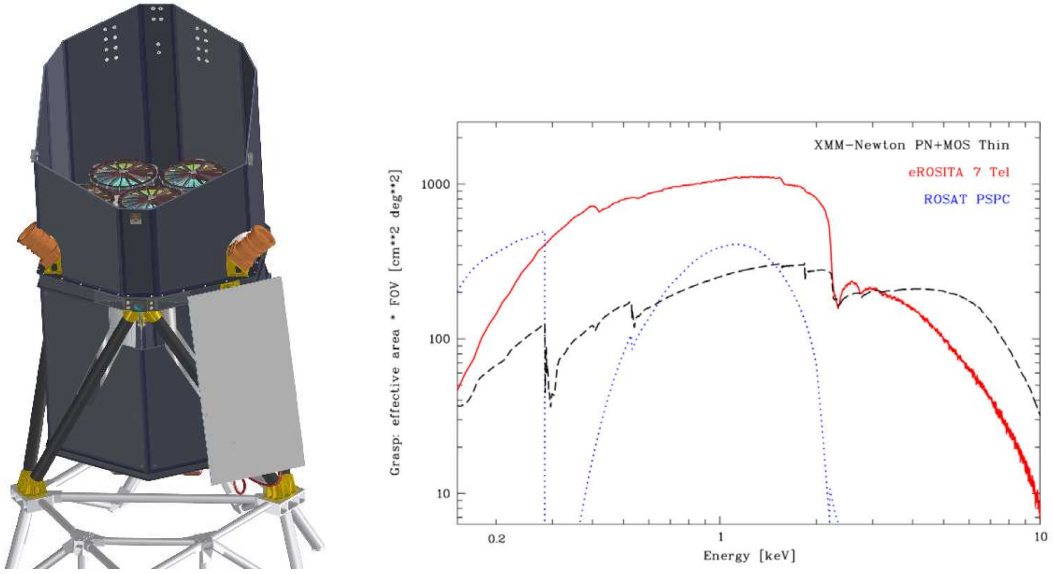 XMM-Newton PN+MOS Thin
eROSITA 7 Tel
ROSAT PSPC
Grasp: effective area * FOV [cm**2 deg**2]
1000
100
10
0.2
1
2
10
Energy [keV]